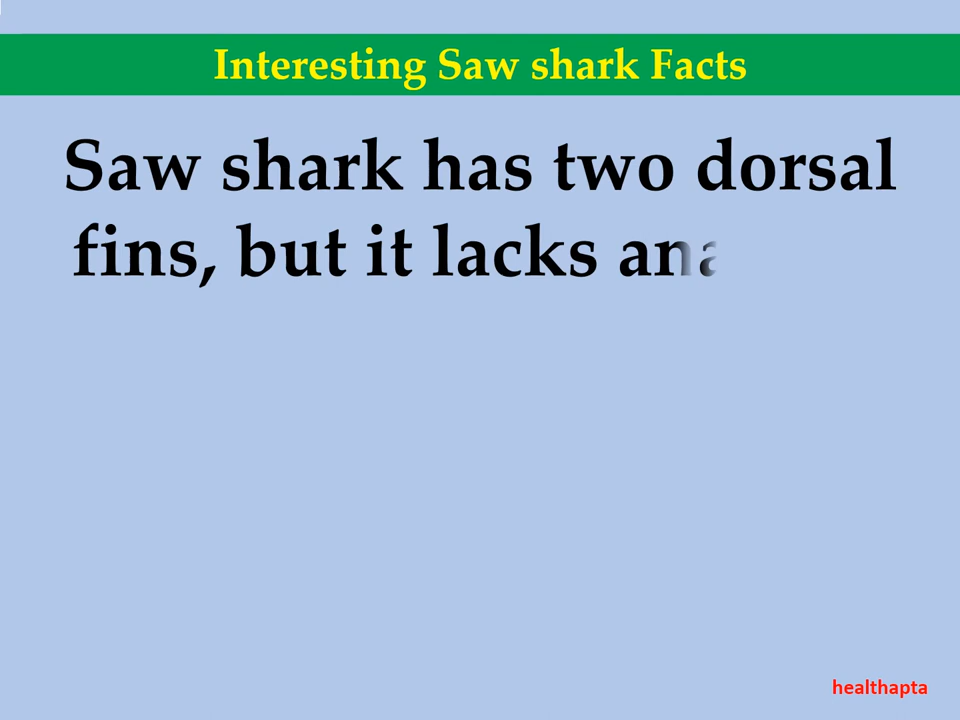 Interesting Saw shark Facts
Saw shark has two dorsal
fins, but it lacks
healthapta